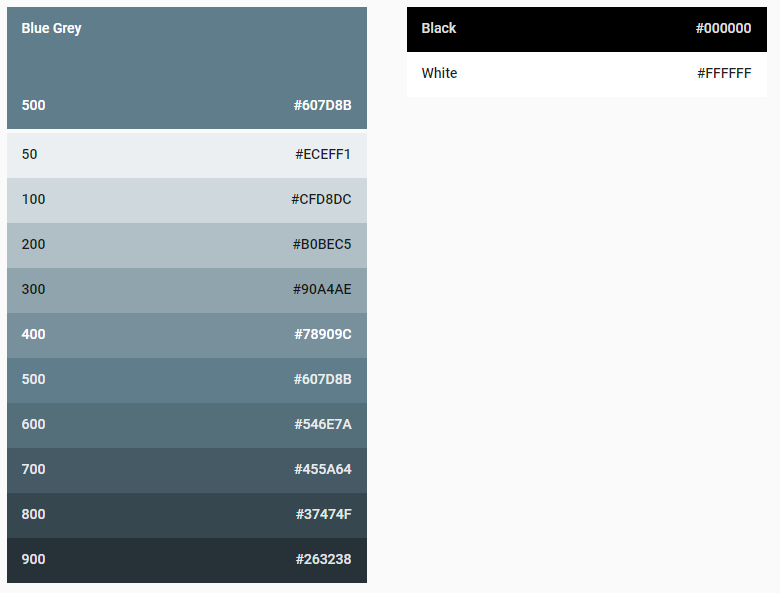 Blue Grey
500 #607D8B
50 #ECEFF1
100 #CFD8DC
200 #B0BEC5
300 #90A4AE
400 #78909C
500 #607D8B
600 #546E7A
700 #455A64
800 #37474F
900 #263238
Black #000000
White #FFFFFF